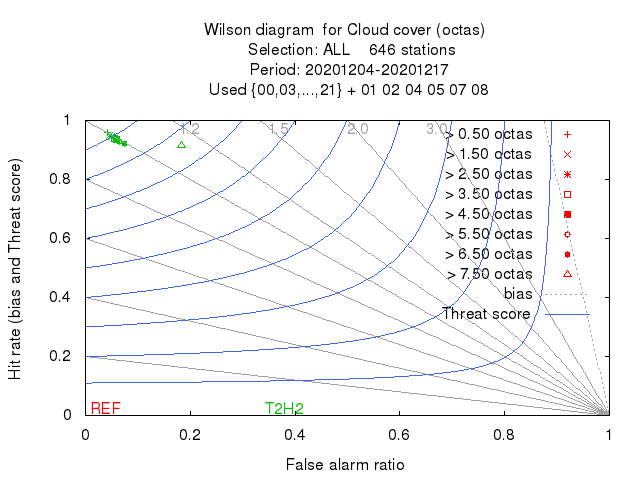 Wilson diagram for Cloud cover (octas)
Selection: ALL 646 stations
Period: 20201204-20201217
Used {00,03,...,21} + 01 02 04 05 07 08
Hit rate (bias and Threat score)
1
0.8
0.6
0.4
0.2
0
1.2
1.5
2.0
3.0
> 0.50 octas
> 1.50 octas
> 2.50 octas
> 3.50 octas
> 4.50 octas
> 5.50 octas
> 6.50 octas
> 7.50 octas
bias
Threat score
REF
T2H2
0
0.2
0.4
0.6
0.8
1
False alarm ratio